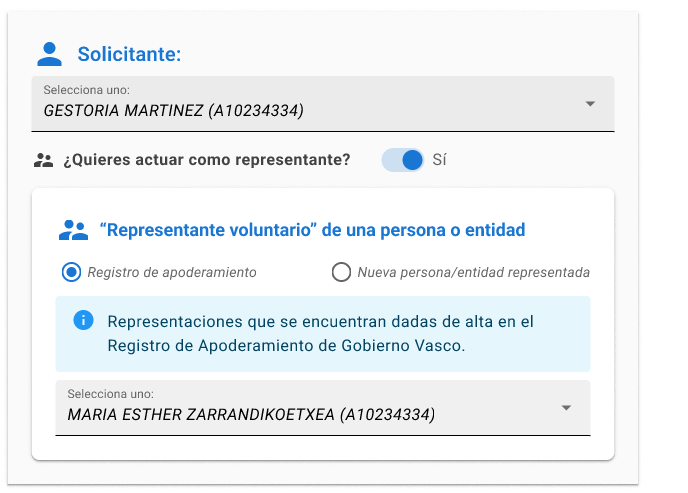 Solicitante:
Selecciona uno:
GESTORIA MARTINEZ (A10234334)
¿Quieres actuar como representante?
Sí
“Representante voluntario” de una persona o entidad
Registro de apoderamiento
Nueva persona/entidad representada
Representaciones que se encuentran dadas de alta en el
Registro de Apoderamiento de Gobierno Vasco.
Selecciona uno:
MARIA ESTHER ZARRANDIKOETXEA (A10234334)